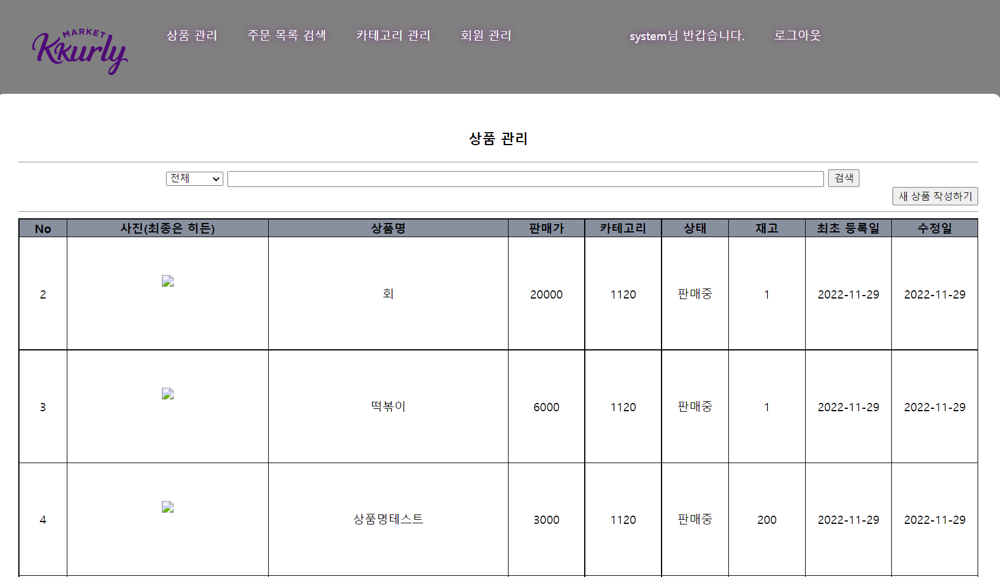 MARKET
Kkurly
상품 관리 주문 목록 검색 카테고리 관리 회원 관리 system님 반갑습니다. 로그아웃
상품 관리
전체 검색
새 상품 작성하기
No 사진(최종은 히든) 상품명 판매가 카테고리 상태 재고 최초 등록일 수정일
2 회 20000 1120 판매중 1 2022-11-29 2022-11-29
3 떡볶이 6000 1120 판매중 1 2022-11-29 2022-11-29
4 상품명테스트 3000 1120 판매중 200 2022-11-29 2022-11-29